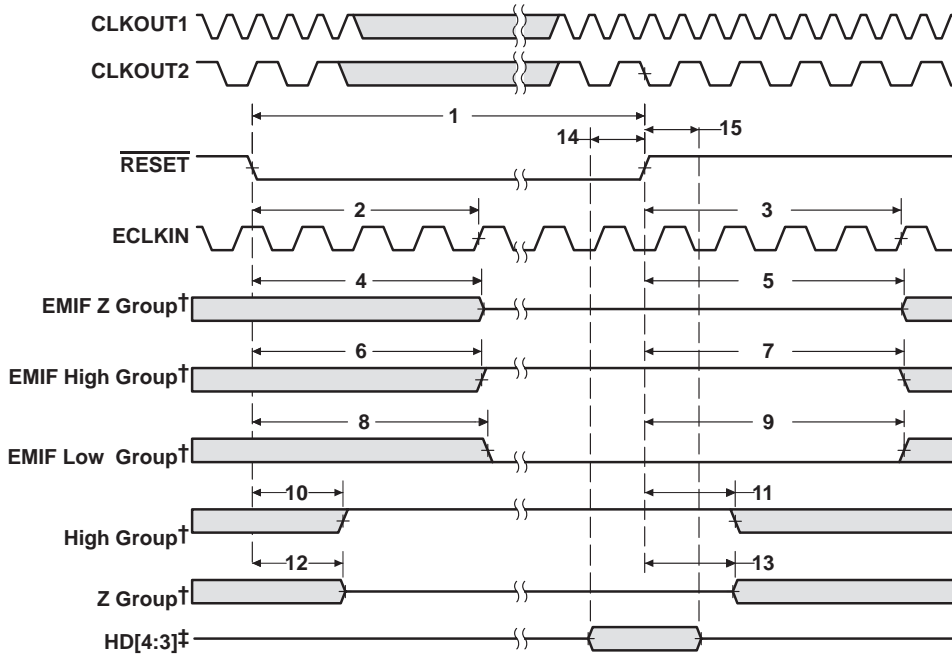 CLKOUT1
CLKOUT2
1
14
15
RESET
2
3
ECLKIN
4
5
EMIF Z Group†
6
7
EMIF High Group†
8
9
EMIF Low Group†
10
11
High Group†
12
13
Z Group†
HD[4:3]‡